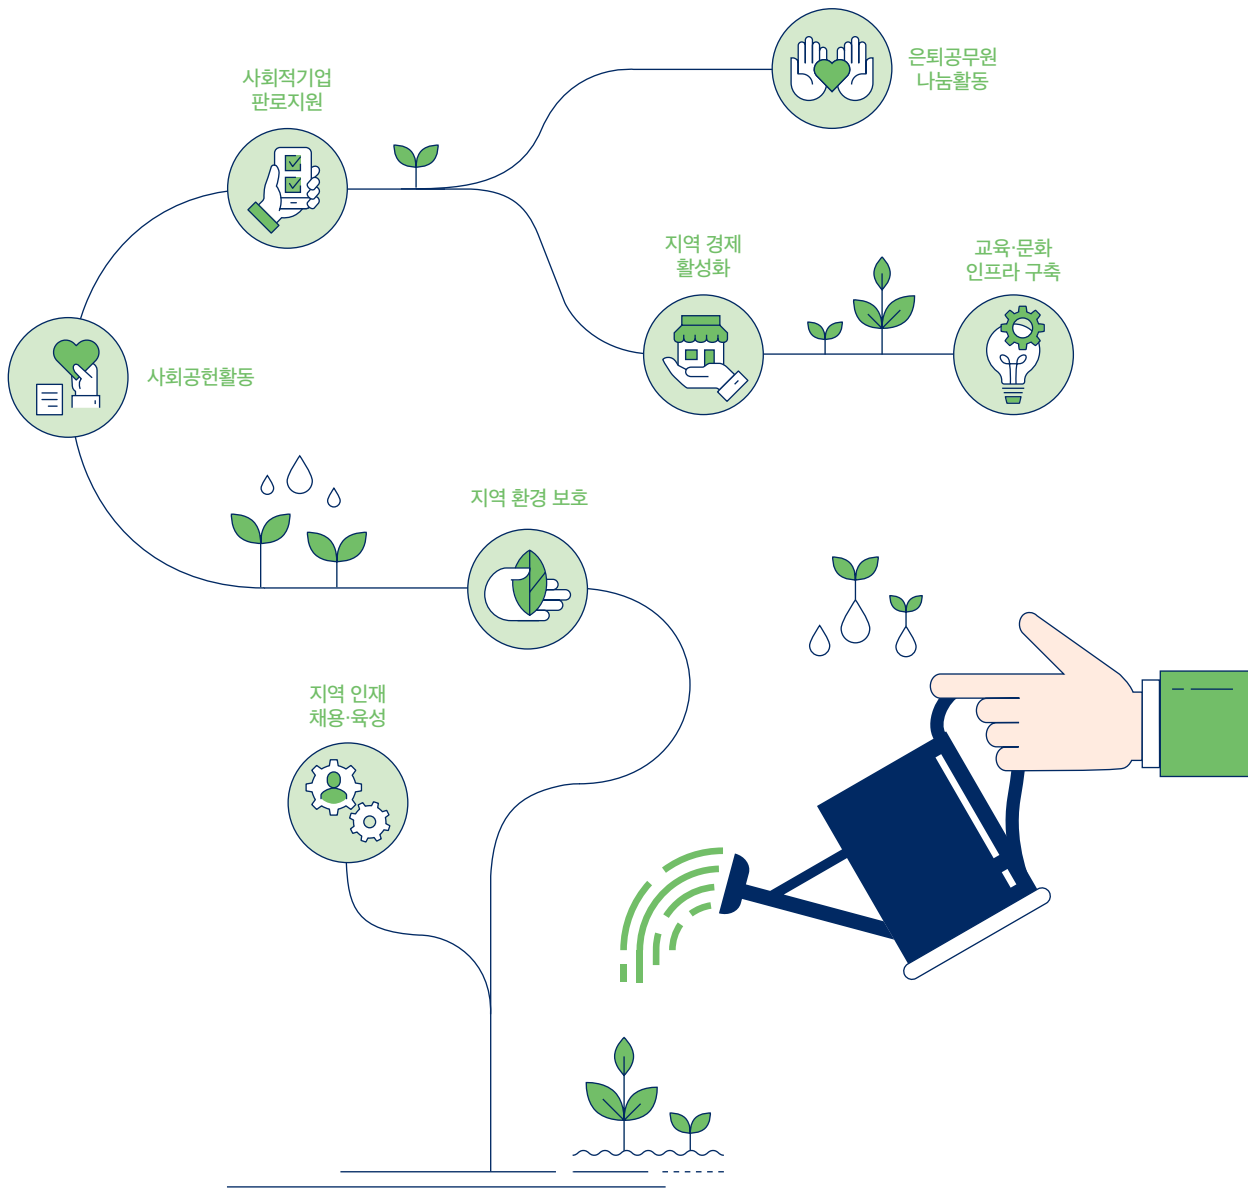 은퇴공무원
나눔활동
사회적기업
판로지원
지역 경제
활성화
교육·문화
인프라 구축
사회공헌활동
지역 환경 보호
지역 인재
채용·육성